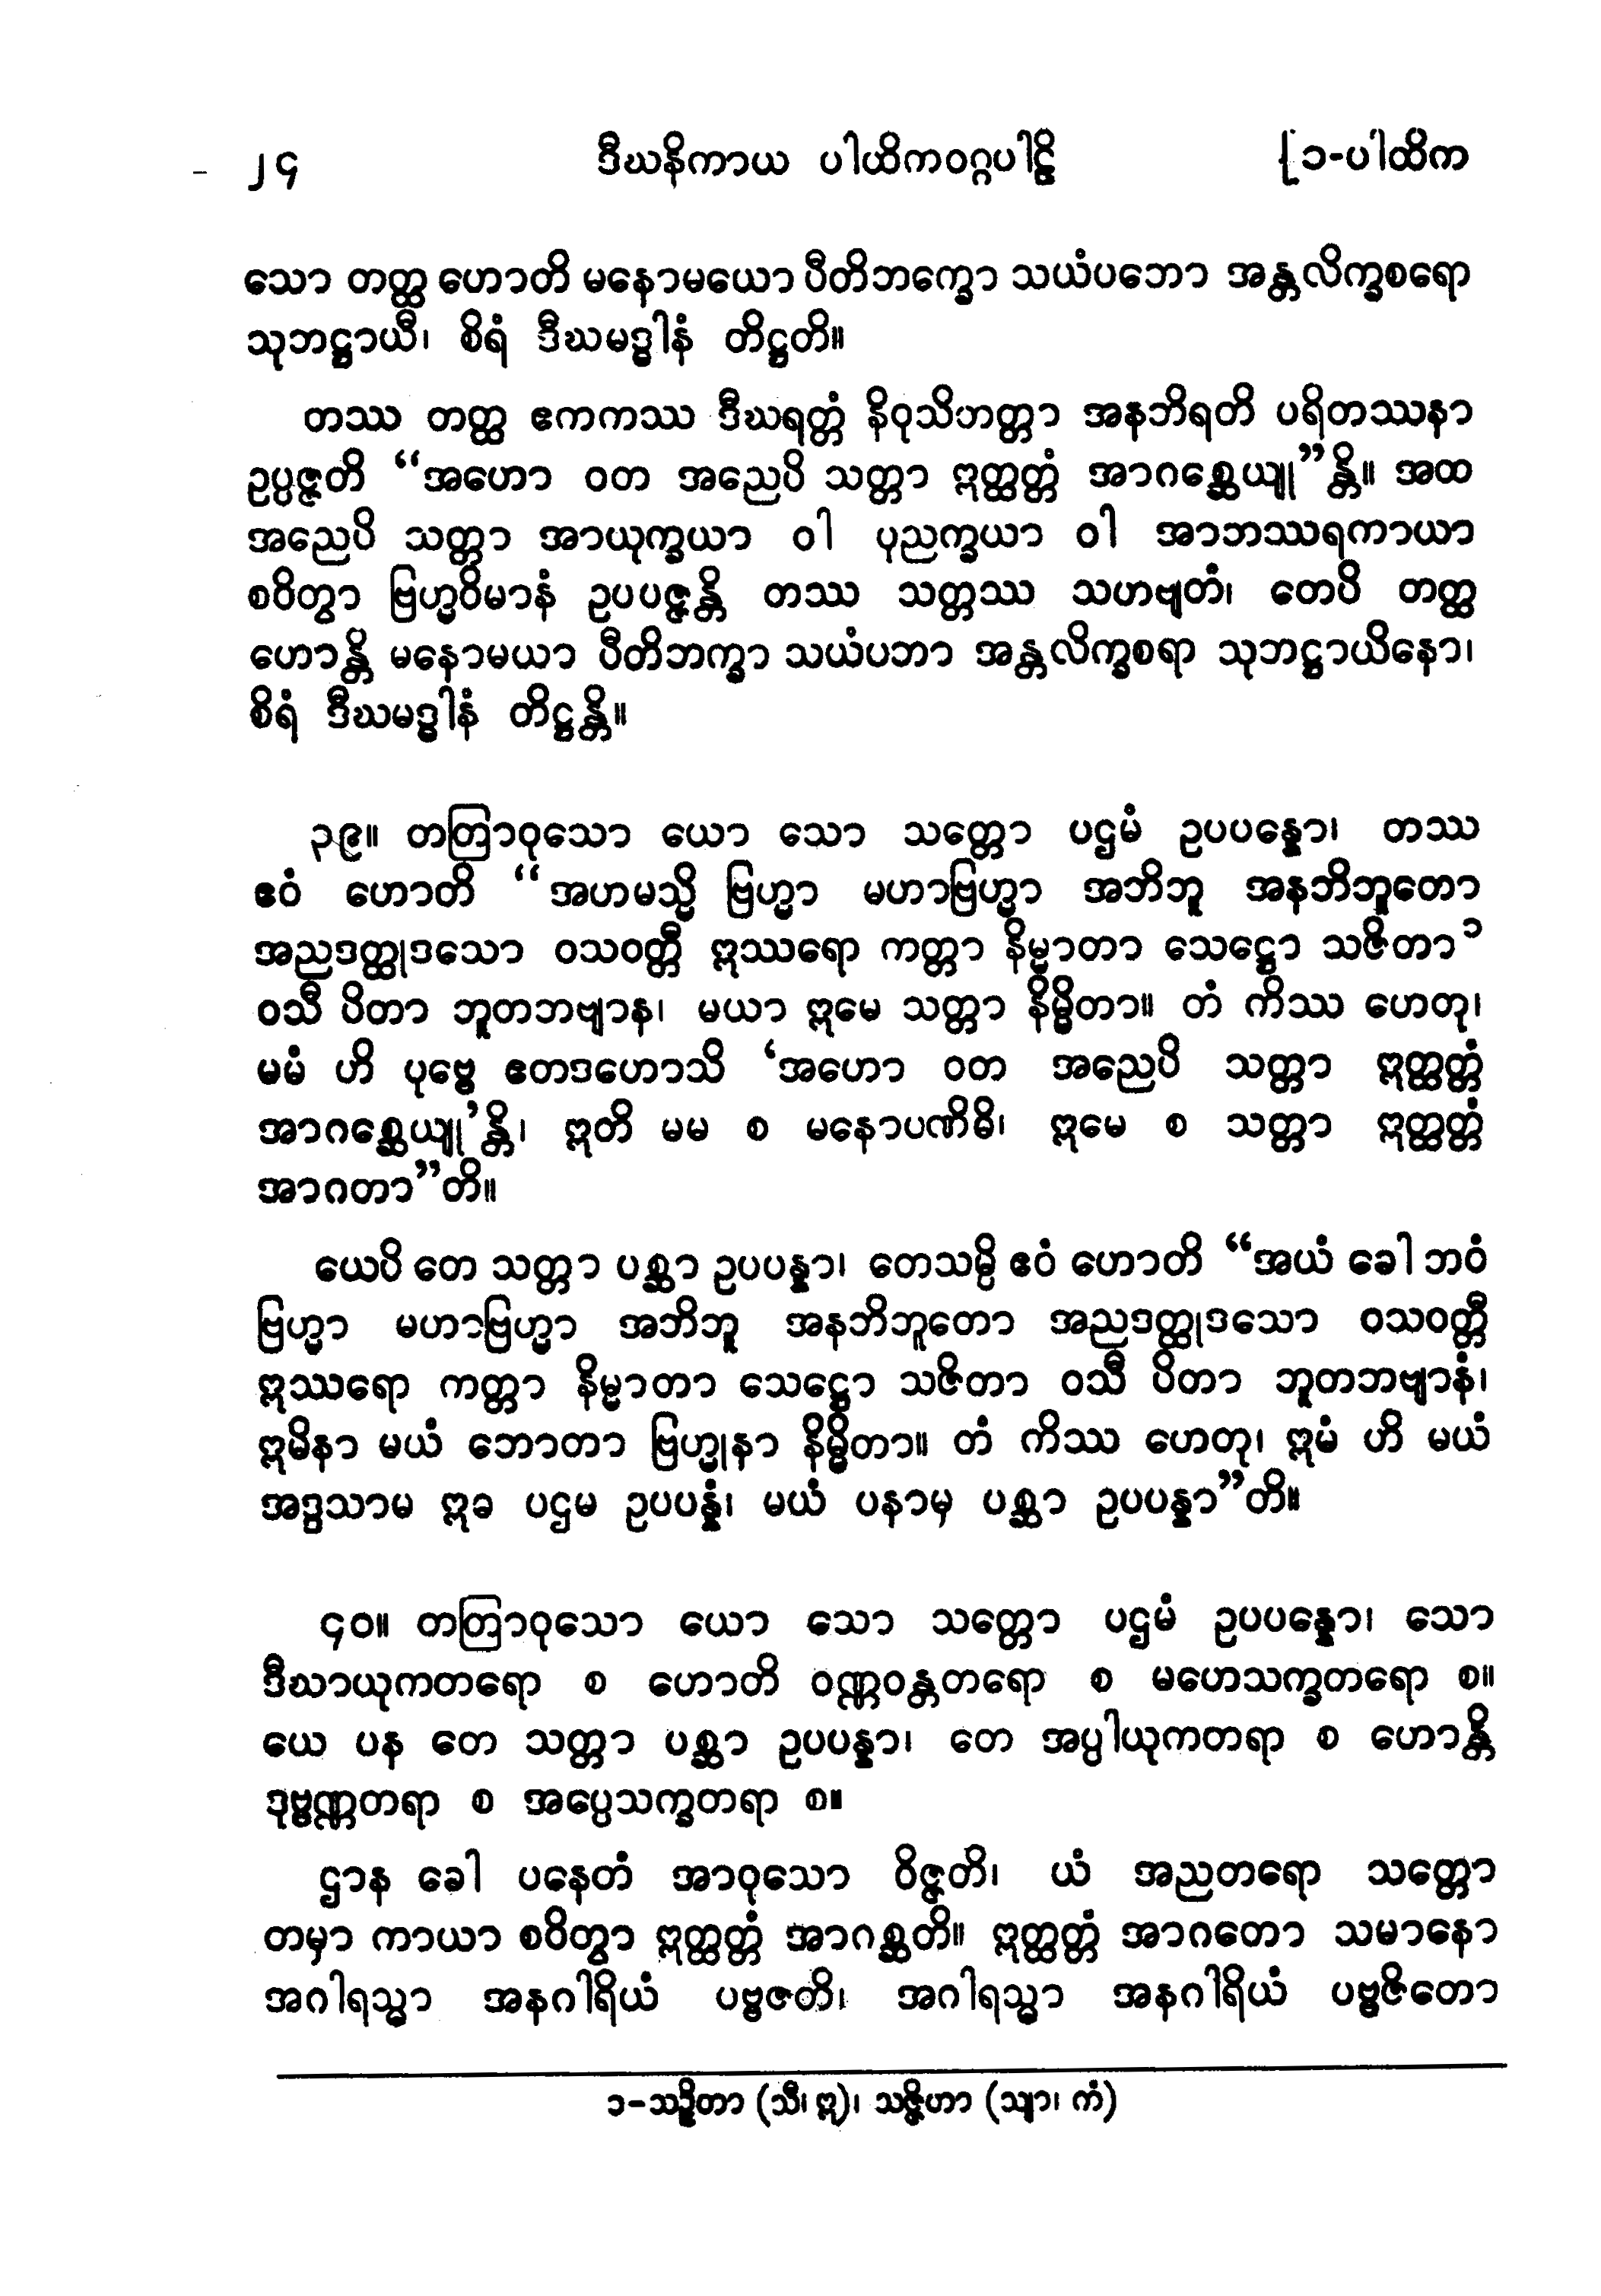 ၂၄ ဒီဃနိကာယ ပါထိကဝဂ္ဂပါဠိ [၁-ပါထိက
သော တတ္ထ ဟောတိ မနောမယော ပီတိဘက္ခော သယံပဘော အန္တလိက္ခစရော
သုဘဋ္ဌာယီ၊ စိရံ ဒီဃမဒ္ဓါနံ တိဋ္ဌတိ။
တဿ တတ္ထ ဧကကဿ ဒီဃရတ္တံ နိဝုသိတတ္တာ အနဘိရတိ ပရိတဿနာ
ဥပ္ပဇ္ဇတိ “အဟော ဝတ အညေပိ သတ္တာ ဣတ္ထတ္တံ အာဂစ္ဆေယျု”န္တိ။ အထ
အညေပိ သတ္တာ အာယုက္ခယာ ဝါ ပုညက္ခယာ ဝါ အာဘဿရကာယာ
စဝိတွာ ဗြဟ္မဝိမာနံ ဥပပဇ္ဇန္တိ တဿ သတ္တဿ သဟဗျတံ၊ တေပိ တတ္ထ
ဟောန္တိ မနောမယာ ပီတိဘက္ခာ သယံပဘာ အန္တလိက္ခစရာ သုဘဋ္ဌာယိနော၊
စိရံ ဒီဃမဒ္ဓါနံ တိဋ္ဌန္တိ။
၃၉။ တတြာဝုသော ယော သော သတ္တော ပဌမံ ဥပပန္နော၊ တဿ
ဧဝံ ဟောတိ “အဟမသ္မိ ဗြဟ္မာ မဟာဗြဟ္မာ အဘိဘူ အနဘိဘူတော
အညဒတ္ထုဒသော ဝသဝတ္တီ ဣဿရော ကတ္တာ နိမ္မာတာ သေဋ္ဌော သဇိတာ ၁
ဝသီ ပိတာ ဘူတဘဗျာန၊ မယာ ဣမေ သတ္တာ နိမ္မိတာ။ တံ ကိဿ ဟေတု၊
မမံ ဟိ ပုဗ္ဗေ ဧတဒဟောသိ ‘အဟော ဝတ အညေပိ သတ္တာ ဣတ္ထတ္တံ
အာဂစ္ဆေယျု’န္တိ၊ ဣတိ မမ စ မနောပဏိဓိ၊ ဣမေ စ သတ္တာ ဣတ္ထတ္တံ
အာဂတာ”တိ။
ယေပိ တေ သတ္တာ ပစ္ဆာ ဥပပန္နာ၊ တေသမ္ပိ ဧဝံ ဟောတိ “အယံ ခေါ ဘဝံ
ဗြဟ္မာ မဟာဗြဟ္မာ အဘိဘူ အနဘိဘူတော အညဒတ္ထုဒသော ဝသဝတ္တီ
ဣဿရော ကတ္တာ နိမ္မာတာ သေဋ္ဌော သဇိတာ ဝသီ ပိတာ ဘူတဘဗျာနံ၊
ဣမိနာ မယံ ဘောတာ ဗြဟ္မုနာ နိမ္မိတာ။ တံ ကိဿ ဟေတု၊ ဣမံ ဟိ မယံ
အဒ္ဒသာမ ဣဓ ပဌမ ဥပပန္နံ၊ မယံ ပနာမှ ပစ္ဆာ ဥပပန္နာ”တိ။
၄၀။ တတြာဝုသော ယော သော သတ္တော ပဌမံ ဥပပန္နော၊ သော
ဒီဃာယုကတရော စ ဟောတိ ဝဏ္ဏဝန္တတရော စ မဟေသက္ခတရော စ။
ယေ ပန တေ သတ္တာ ပစ္ဆာ ဥပပန္နာ၊ တေ အပ္ပါယုကတရာ စ ဟောန္တိ
ဒုဗ္ဗဏ္ဏတရာ စ အပ္ပေသက္ခတရာ စ။
ဌာန ခေါ ပနေတံ အာဝုသော ဝိဇ္ဇတိ၊ ယံ အညတရော သတ္တော
တမှာ ကာယာ စဝိတွာ ဣတ္ထတ္တံ အာဂစ္ဆတိ။ ဣတ္ထတ္တံ အာဂတော သမာနော
အဂါရသ္မာ အနဂါရိယံ ပဗ္ဗဇတိ၊ အဂါရသ္မာ အနဂါရိယံ ပဗ္ဗဇိတော
၁-သဉ္ဇိတာ (သီ၊ ဣ)၊ သဇ္ဇိတာ (သျာ၊ ကံ)